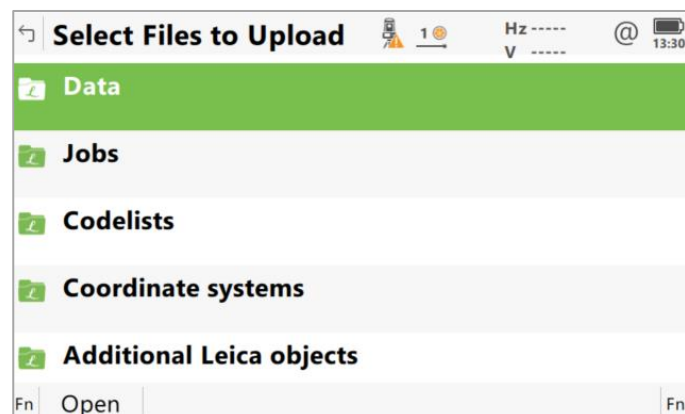 Select Files to Upload 1 Hz ----- @ 13:30
V -----
Data
Jobs
Codelists
Coordinate systems
Additional Leica objects
Fn Open Fn